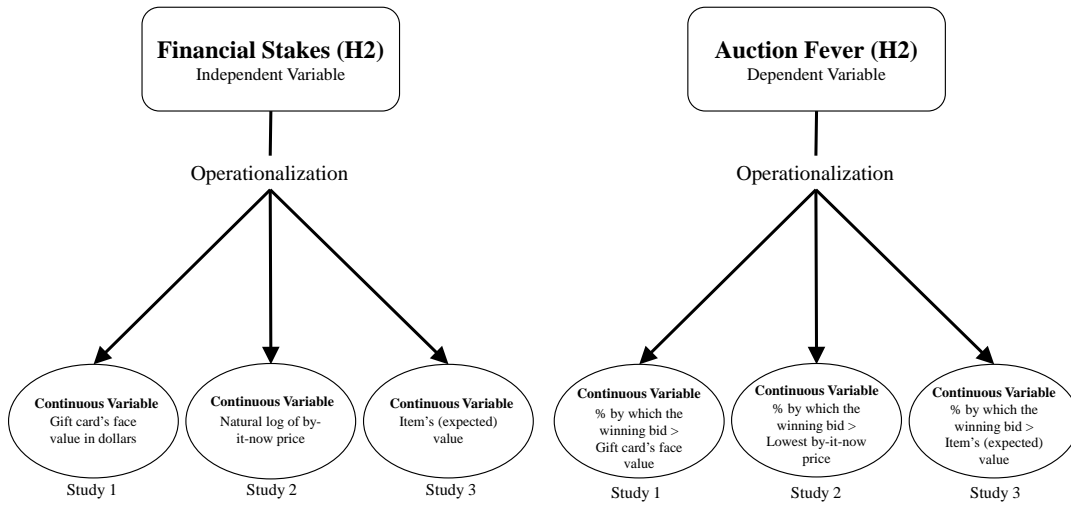 Financial Stakes (H2)
Independent Variable
Operationalization
Continuous Variable
Gift card's face
value in dollars
Study 1
Continuous Variable
Natural log of by-
it-now price
Study 2
Continuous Variable
Item's (expected)
value
Study 3
Auction Fever (H2)
Dependent Variable
Operationalization
Continuous Variable
% by which the
winning bid >
Gift card's face
value
Study 1
Continuous Variable
% by which the
winning bid >
Lowest by-it-now
price
Study 2
Continuous Variable
% by which the
winning bid >
Item's (expected)
value
Study 3